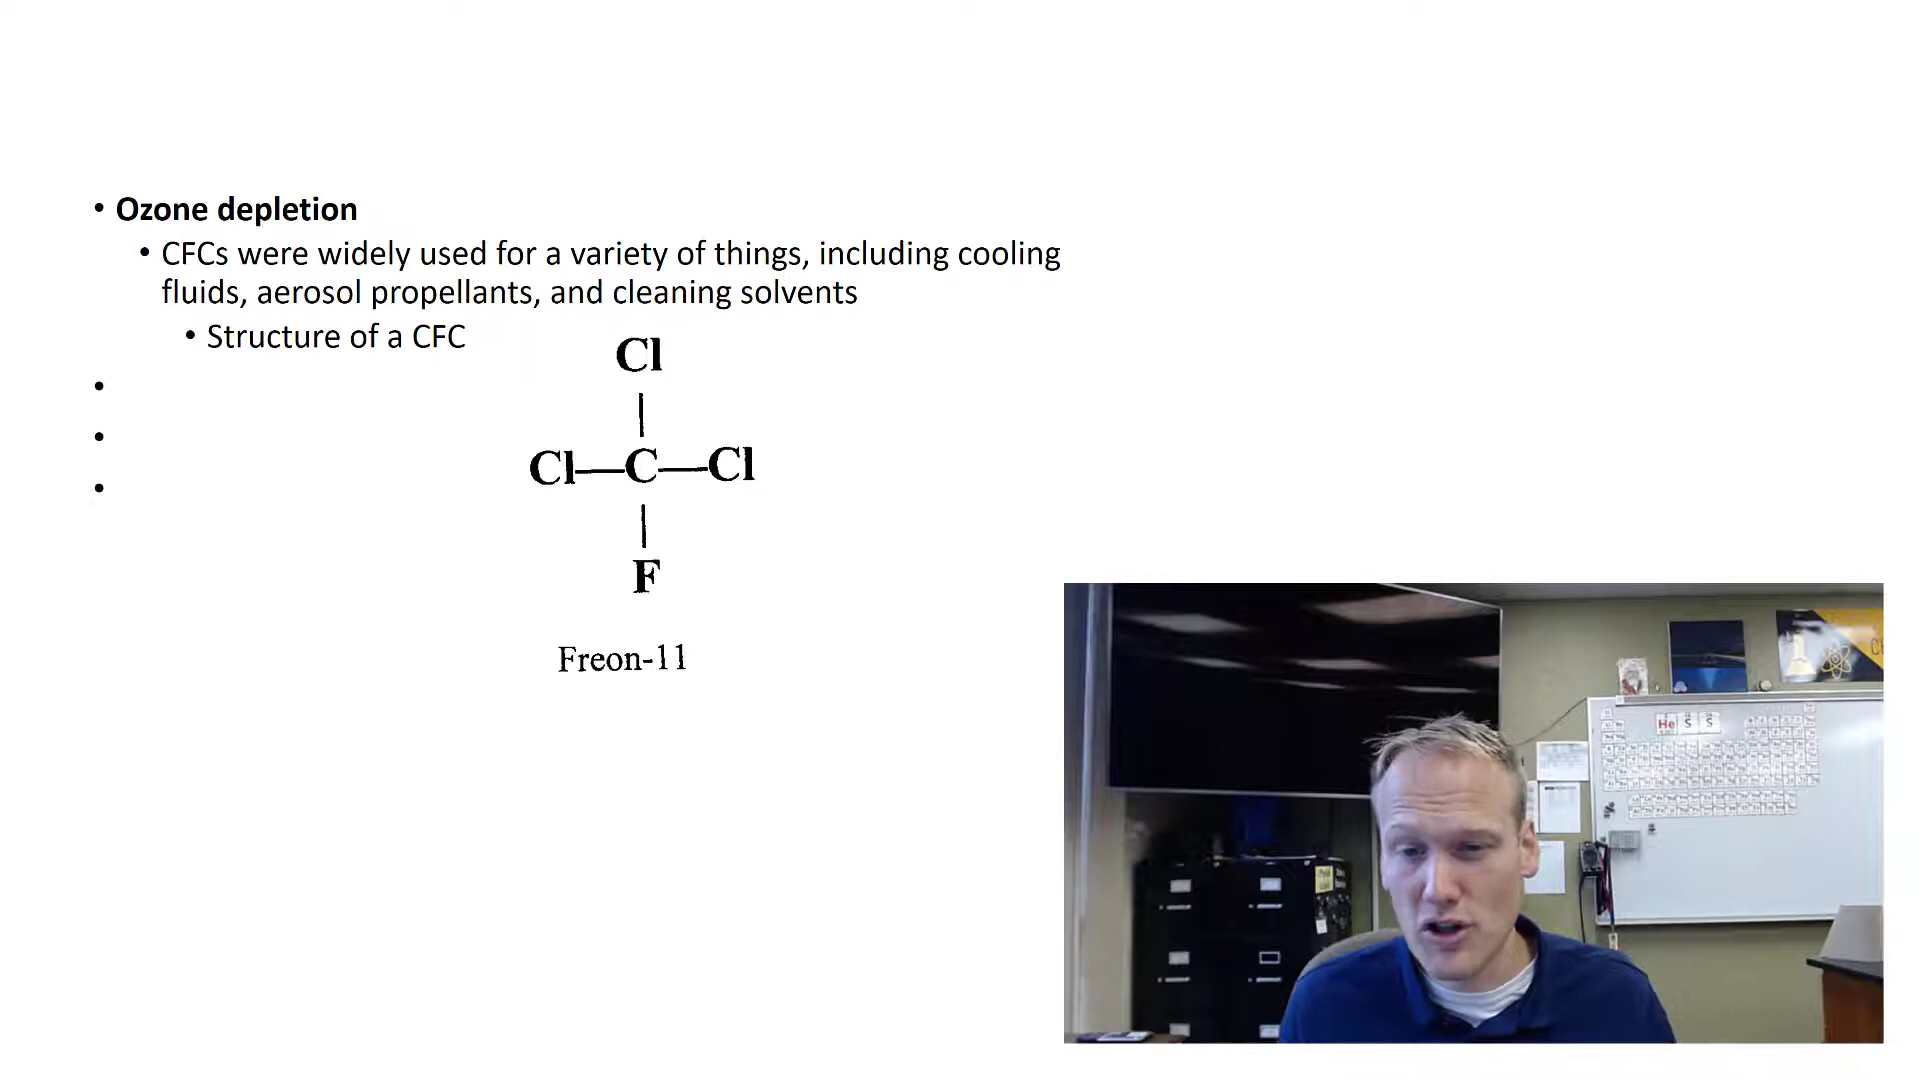 • Ozone depletion
• CFCs were widely used for a variety of things, including cooling
fluids, aerosol propellants, and cleaning solvents
• Structure of a CFC
Cl
Cl—C—Cl
F
Freon-11
He S S